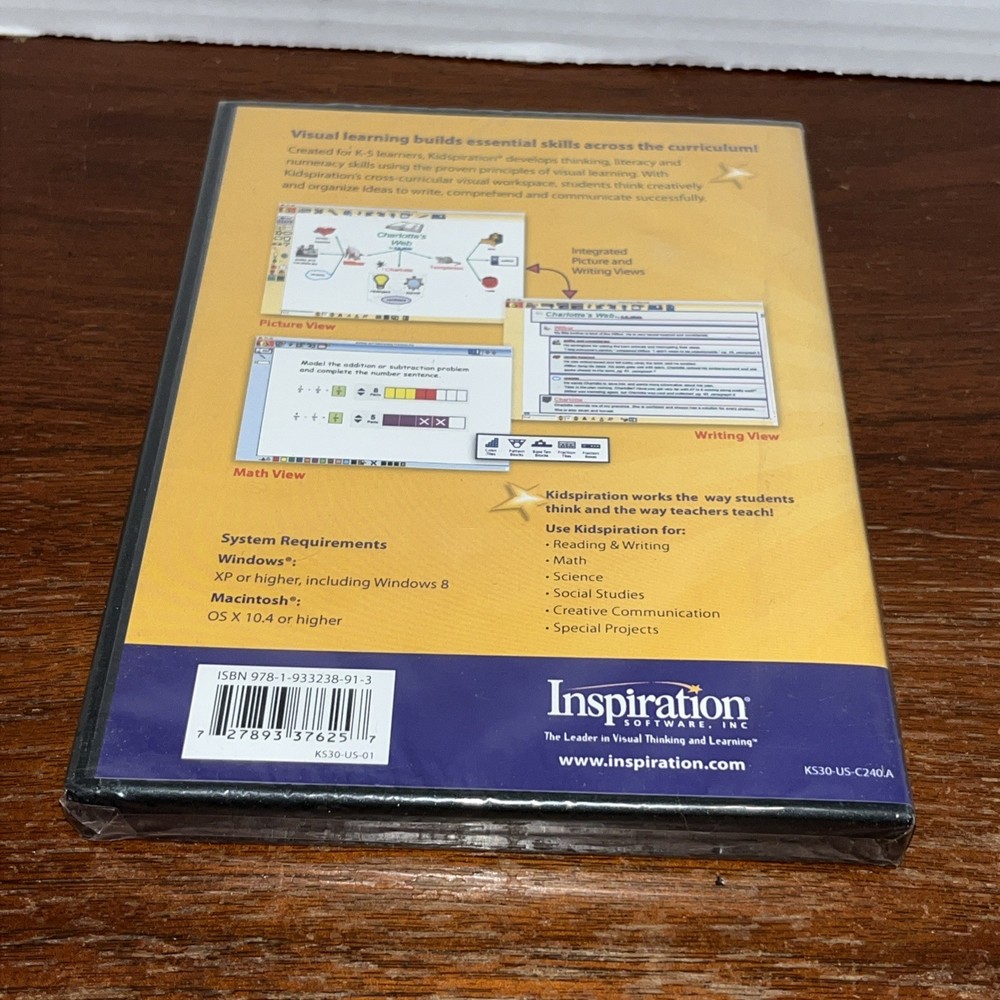 Visual learning builds essential skills across the curriculum!
Created for K-5 learners, Kidspiration® develops thinking, literacy and
numeracy skills using the proven principles of visual learning. With
Kidspiration's cross-curricular visual workspace, students think creatively
and organize ideas to write, comprehend and communicate successfully.
Charlotte's
Web
Integrated
Picture and
Writing Views
Picture View
Charlotte's Web
Model the addition or subtraction problem
and complete the number sentence.
8
5
Writing View
Math View
Kidspiration works the way students
think and the way teachers teach!
Use Kidspiration for:
• Reading & Writing
• Math
• Science
• Social Studies
• Creative Communication
• Special Projects
System Requirements
Windows®:
XP or higher, including Windows 8
Macintosh®:
OS X 10.4 or higher
ISBN 978-1-933238-91-3
7 27893 37625 7
KS30-US-01
Inspiration®
SOFTWARE, INC
The Leader in Visual Thinking and Learning™
www.inspiration.com
KS30-US-C240.A